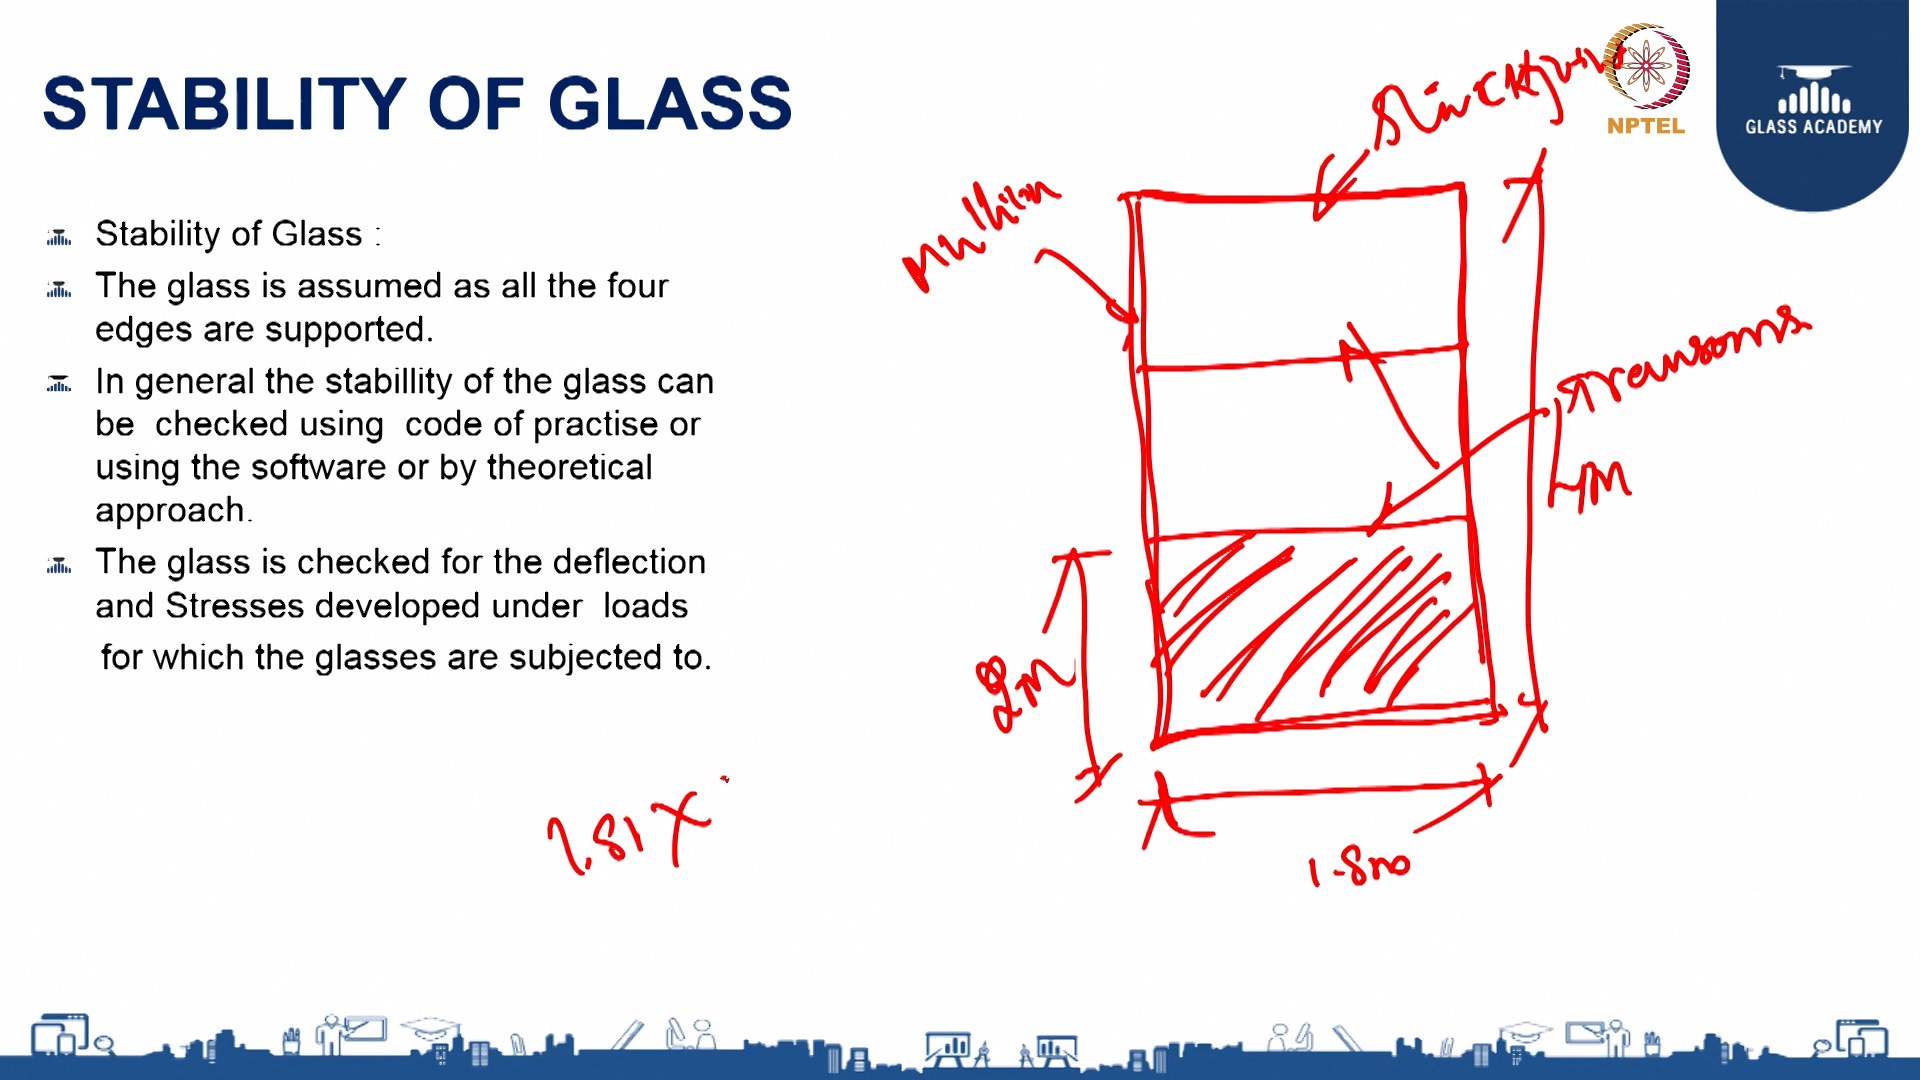 STABILITY OF GLASS
NPTEL
GLASS ACADEMY
Stability of Glass :
The glass is assumed as all the four
edges are supported.
In general the stabillity of the glass can
be checked using code of practise or
using the software or by theoretical
approach.
The glass is checked for the deflection
and Stresses developed under loads
for which the glasses are subjected to.
Mullion
Transoms
2m
1.8m